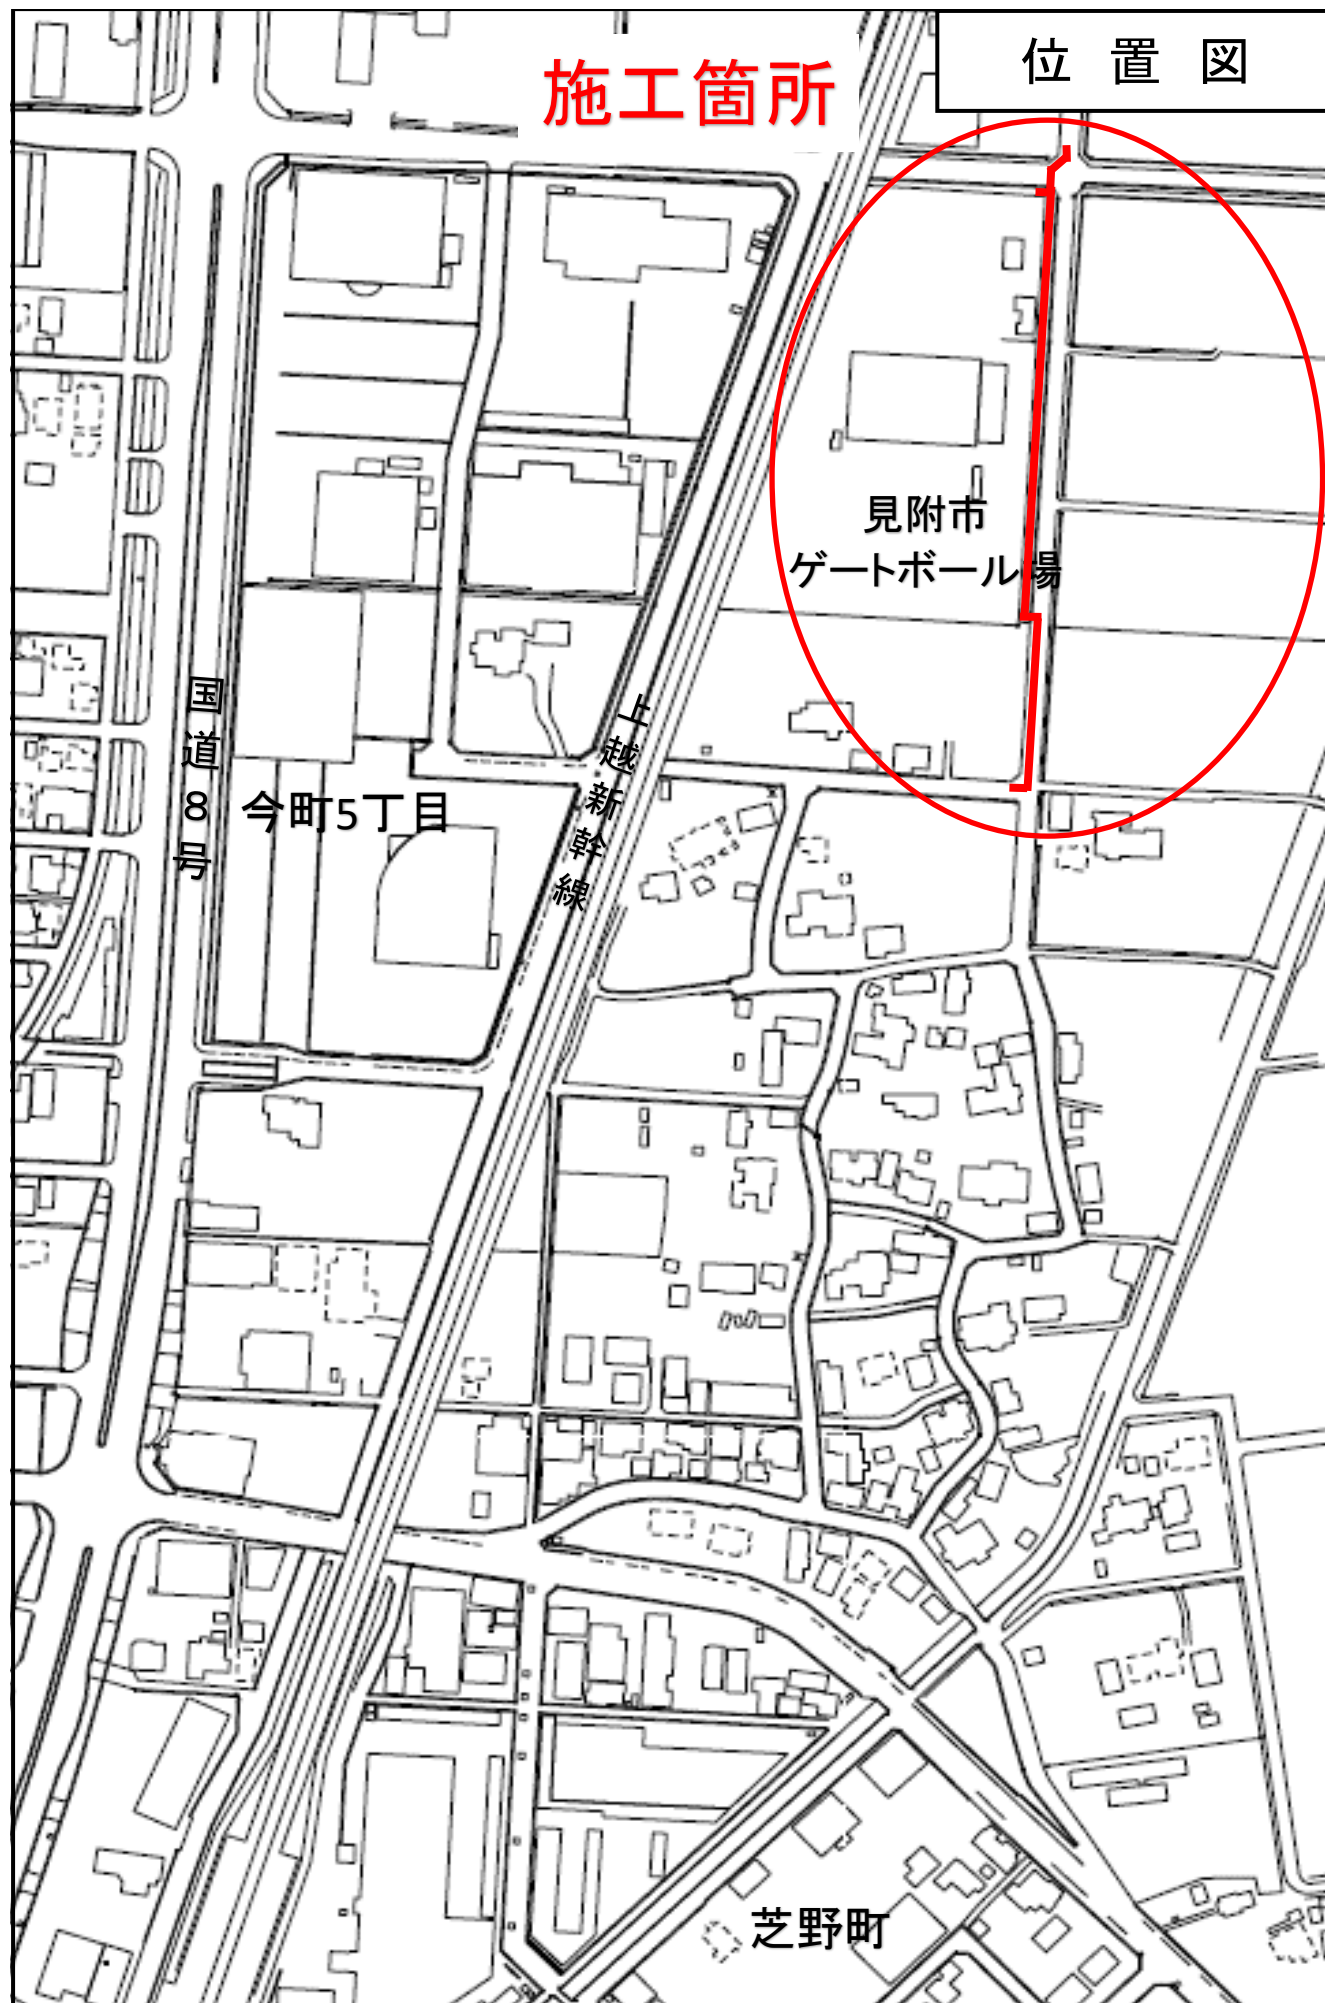 位置図
施工箇所
見附市
ゲートボール場
国道8号
上越新幹線
今町5丁目
芝野町